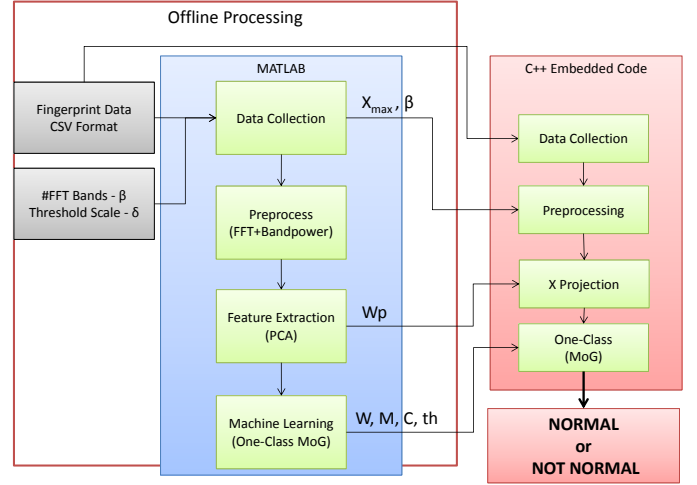 Offline Processing
MATLAB
C++ Embedded Code
Fingerprint Data
CSV Format
#FFT Bands - β
Threshold Scale - δ
Data Collection
Preprocess
(FFT+Bandpower)
Feature Extraction
(PCA)
Machine Learning
(One-Class MoG)
Xmax, β
Wp
W, M, C, th
Data Collection
Preprocessing
X Projection
One-Class
(MoG)
NORMAL
or
NOT NORMAL